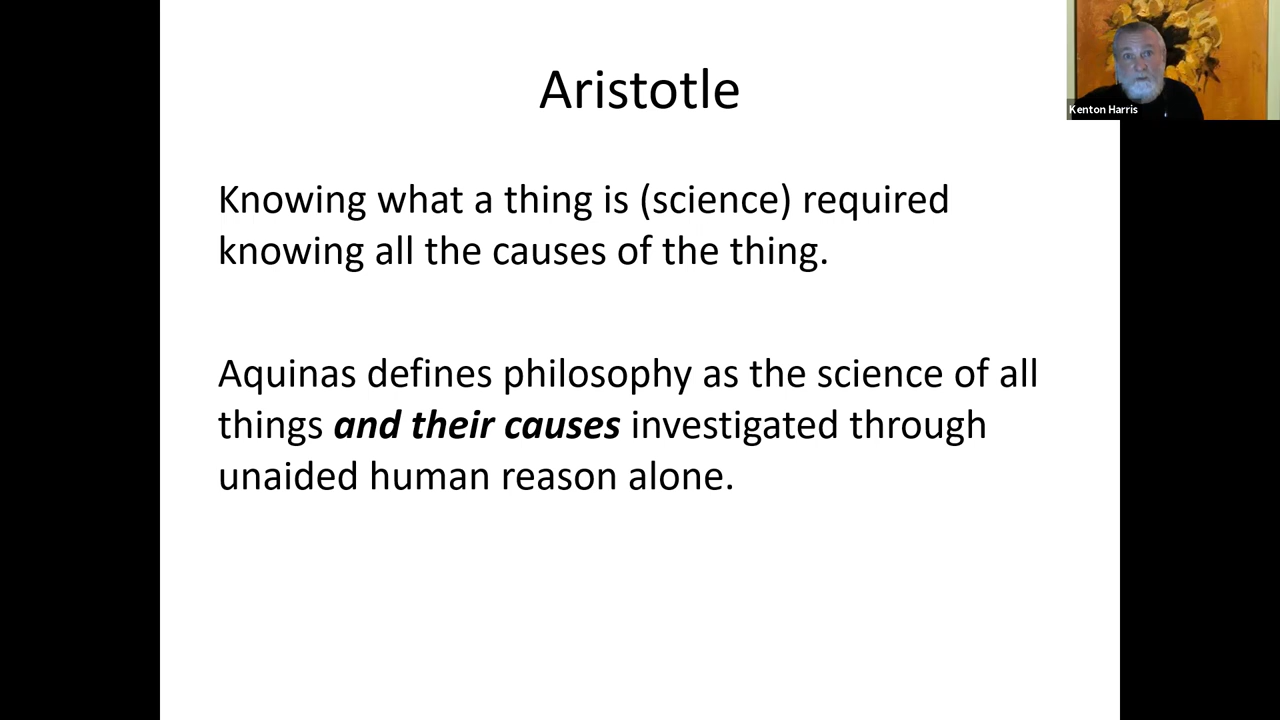 Aristotle
Kenton Harris
Knowing what a thing is (science) required
knowing all the causes of the thing.
Aquinas defines philosophy as the science of all
things and their causes investigated through
unaided human reason alone.